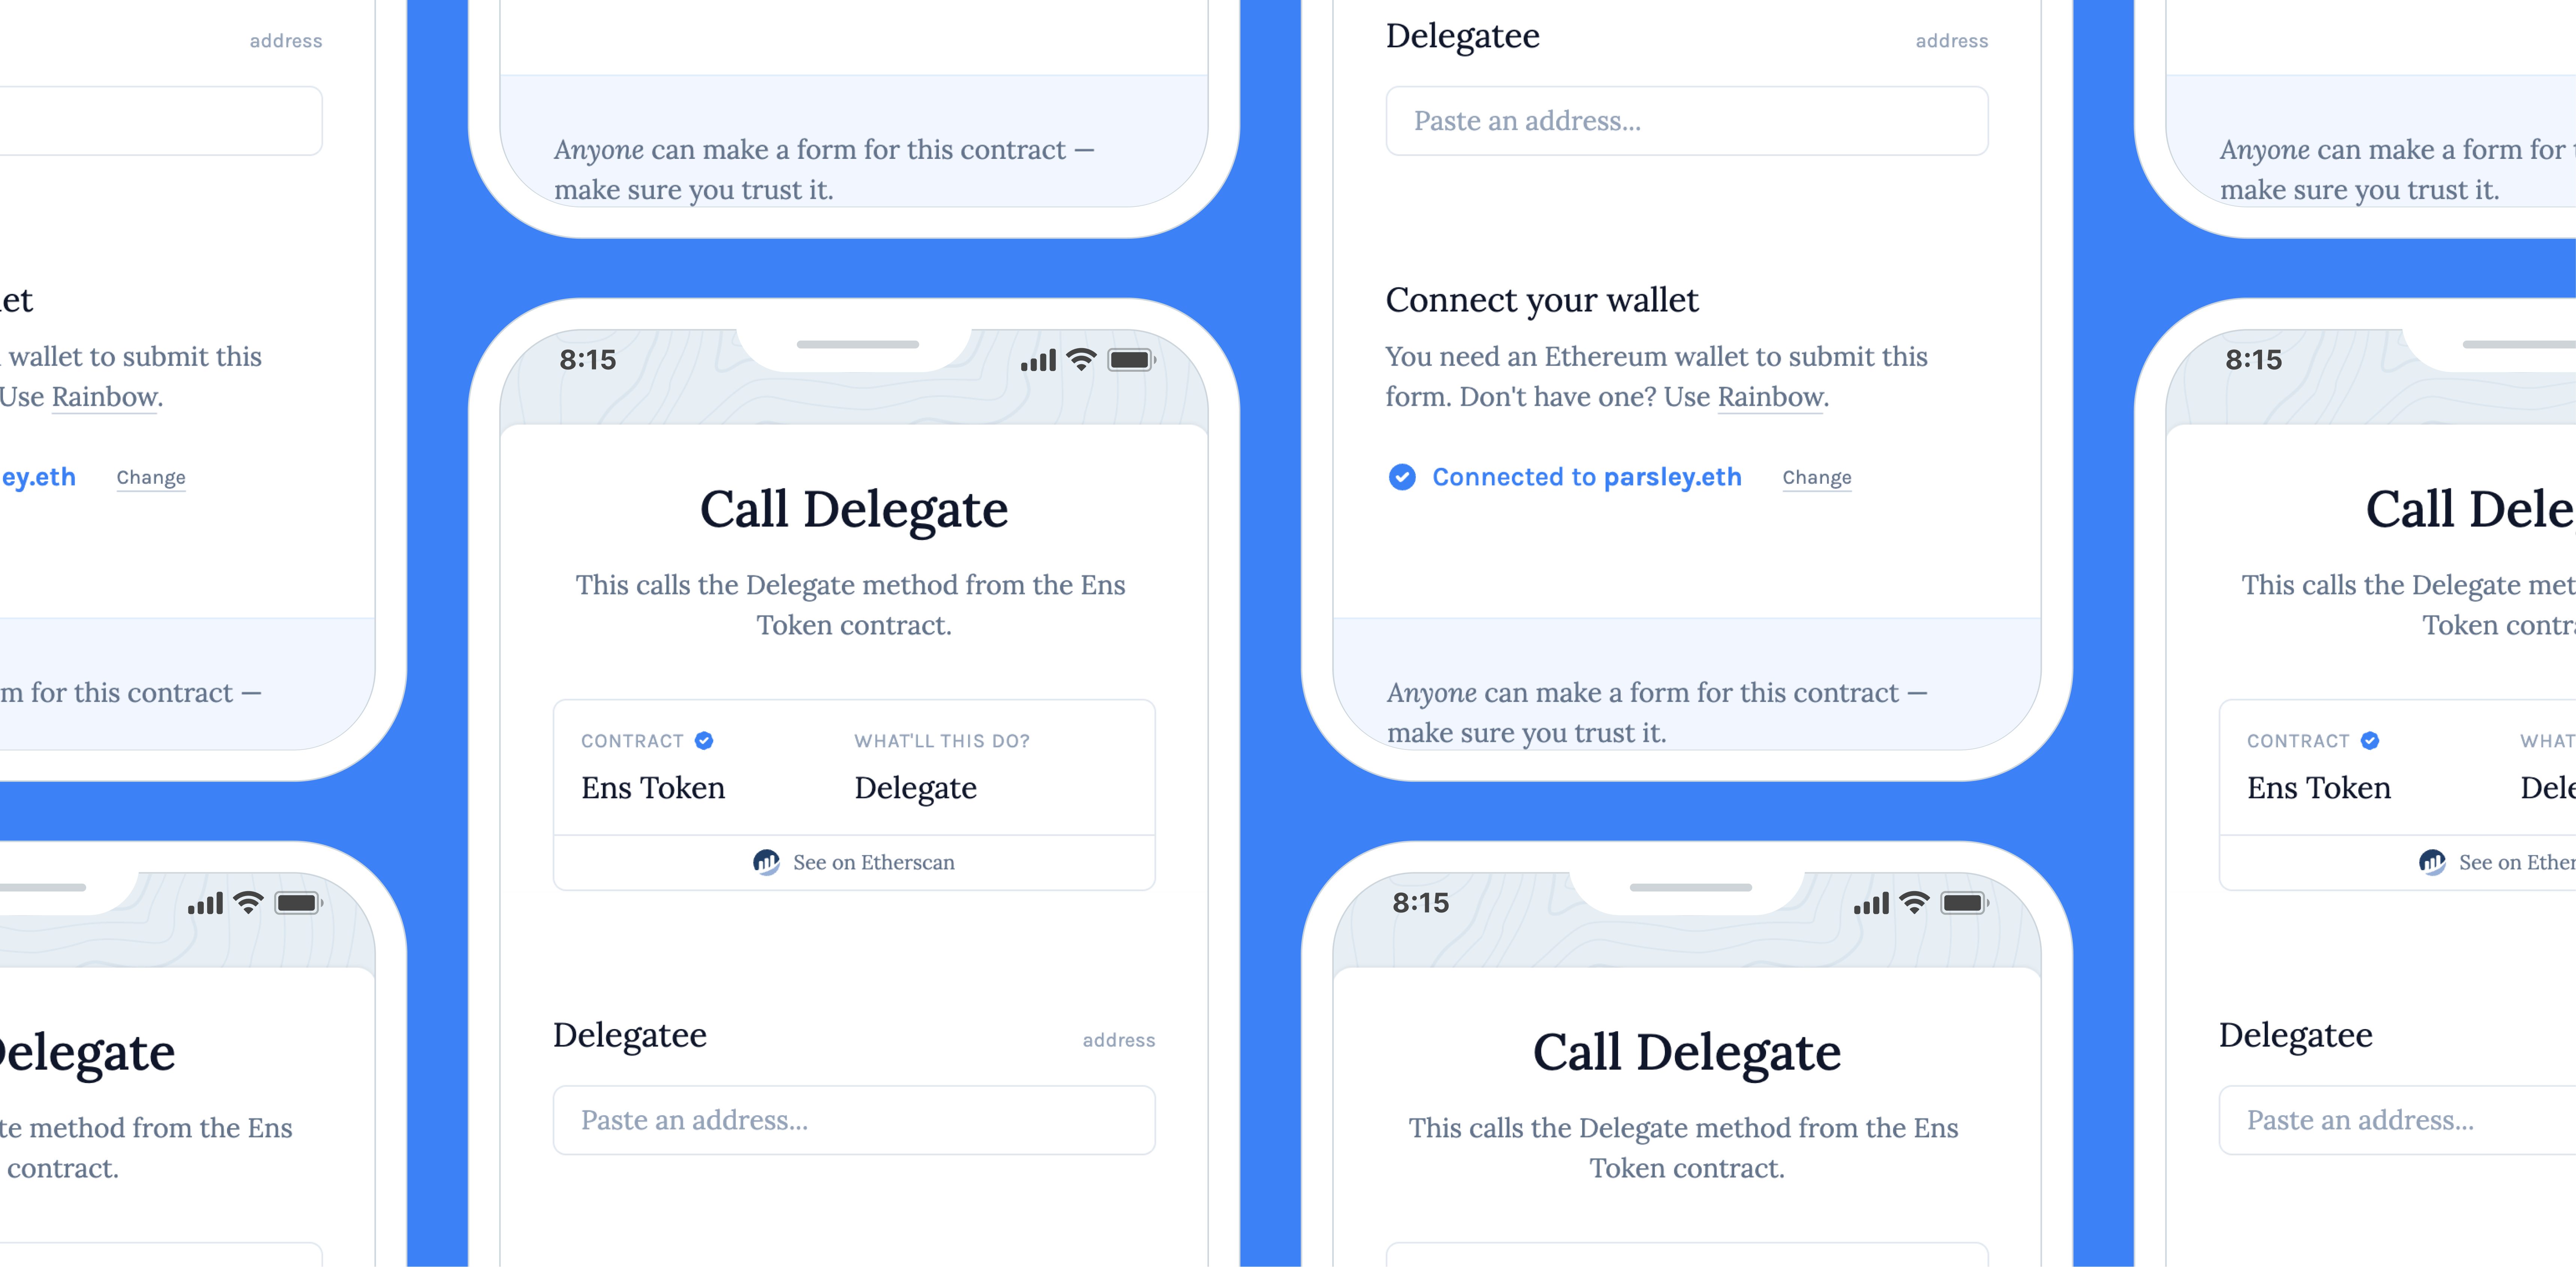 address
et
wallet to submit this
Use Rainbow.
ey.eth
Change
m for this contract —
elegate
te method from the Ens
contract.
Anyone can make a form for this contract —
make sure you trust it.
8:15
Call Delegate
This calls the Delegate method from the Ens
Token contract.
CONTRACT
WHAT'LL THIS DO?
Ens Token
Delegate
See on Etherscan
Delegatee
address
Paste an address...
Delegatee
address
Paste an address...
Connect your wallet
You need an Ethereum wallet to submit this
form. Don't have one? Use Rainbow.
Connected to parsley.eth
Change
Anyone can make a form for this contract —
make sure you trust it.
8:15
Call Delegate
This calls the Delegate method from the Ens
Token contract.
Anyone can make a form for
make sure you trust it.
8:15
Call Deleg
This calls the Delegate met
Token contra
CONTRACT
WHAT
Ens Token
Dele
See on Ether
Delegatee
Paste an address...